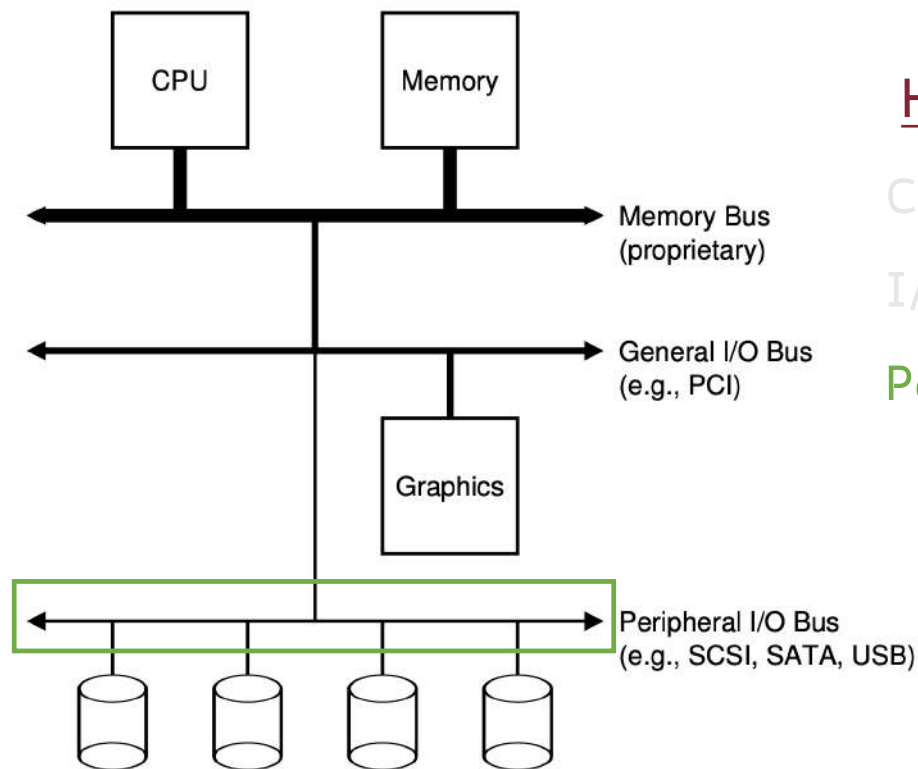 CPU
Memory
Memory Bus
(proprietary)
General I/O Bus
(e.g., PCI)
Graphics
Peripheral I/O Bus
(e.g., SCSI, SATA, USB)